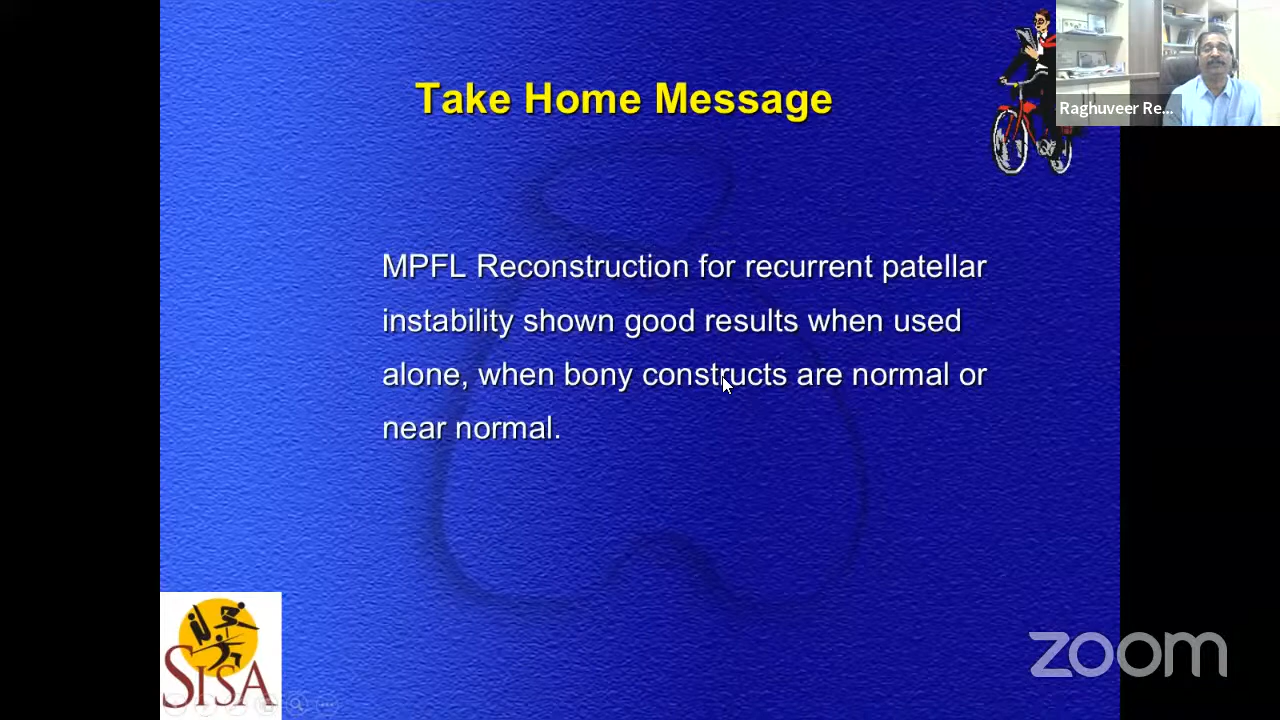 Take Home Message
Raghuveer Re...
MPFL Reconstruction for recurrent patellar
instability shown good results when used
alone, when bony constructs are normal or
near normal.
SISA
zoom